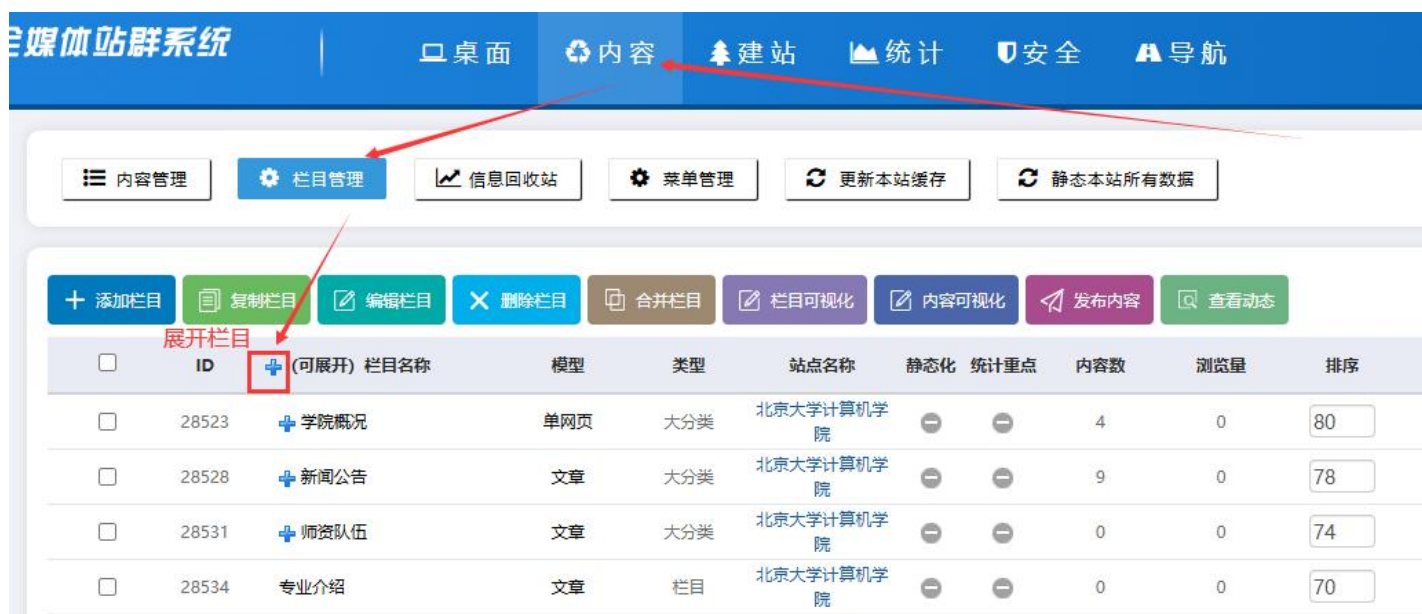 媒体站群系统
桌面 内容 建站 统计 安全 导航
内容管理 栏目管理 信息回收站 菜单管理 更新本站缓存 静态本站所有数据
添加栏目 复制栏目 编辑栏目 删除栏目 合并栏目 栏目可视化 内容可视化 发布内容 查看动态
展开栏目
ID (可展开) 栏目名称 模型 类型 站点名称 静态化 统计重点 内容数 浏览量 排序
28523 学院概况 单网页 大分类 北京大学计算机学 4 0 80
院
28528 新闻公告 文章 大分类 北京大学计算机学 9 0 78
院
28531 师资队伍 文章 大分类 北京大学计算机学 0 0 74
院
28534 专业介绍 文章 栏目 北京大学计算机学 0 0 70
院